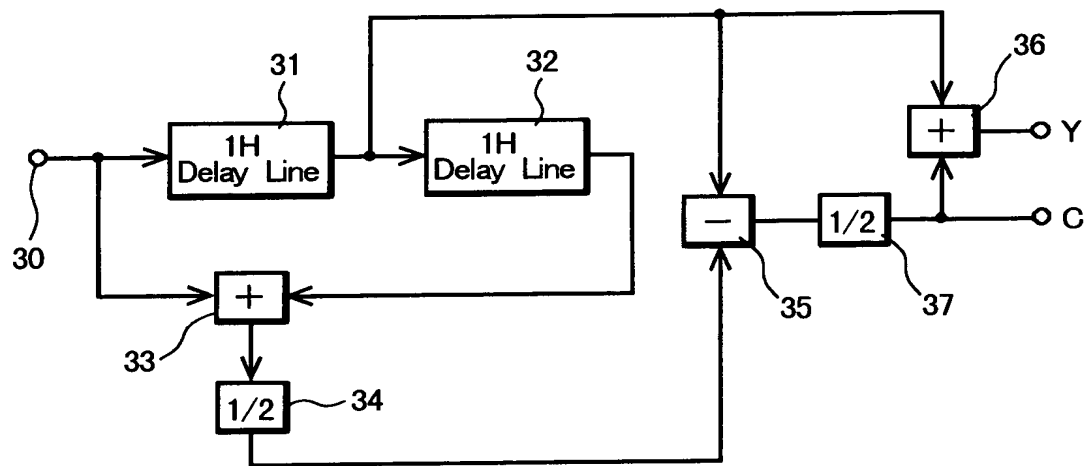 31
32
36
1H
Delay Line
1H
Delay Line
+
Y
30
−
1/2
C
+
35
37
33
1/2
34